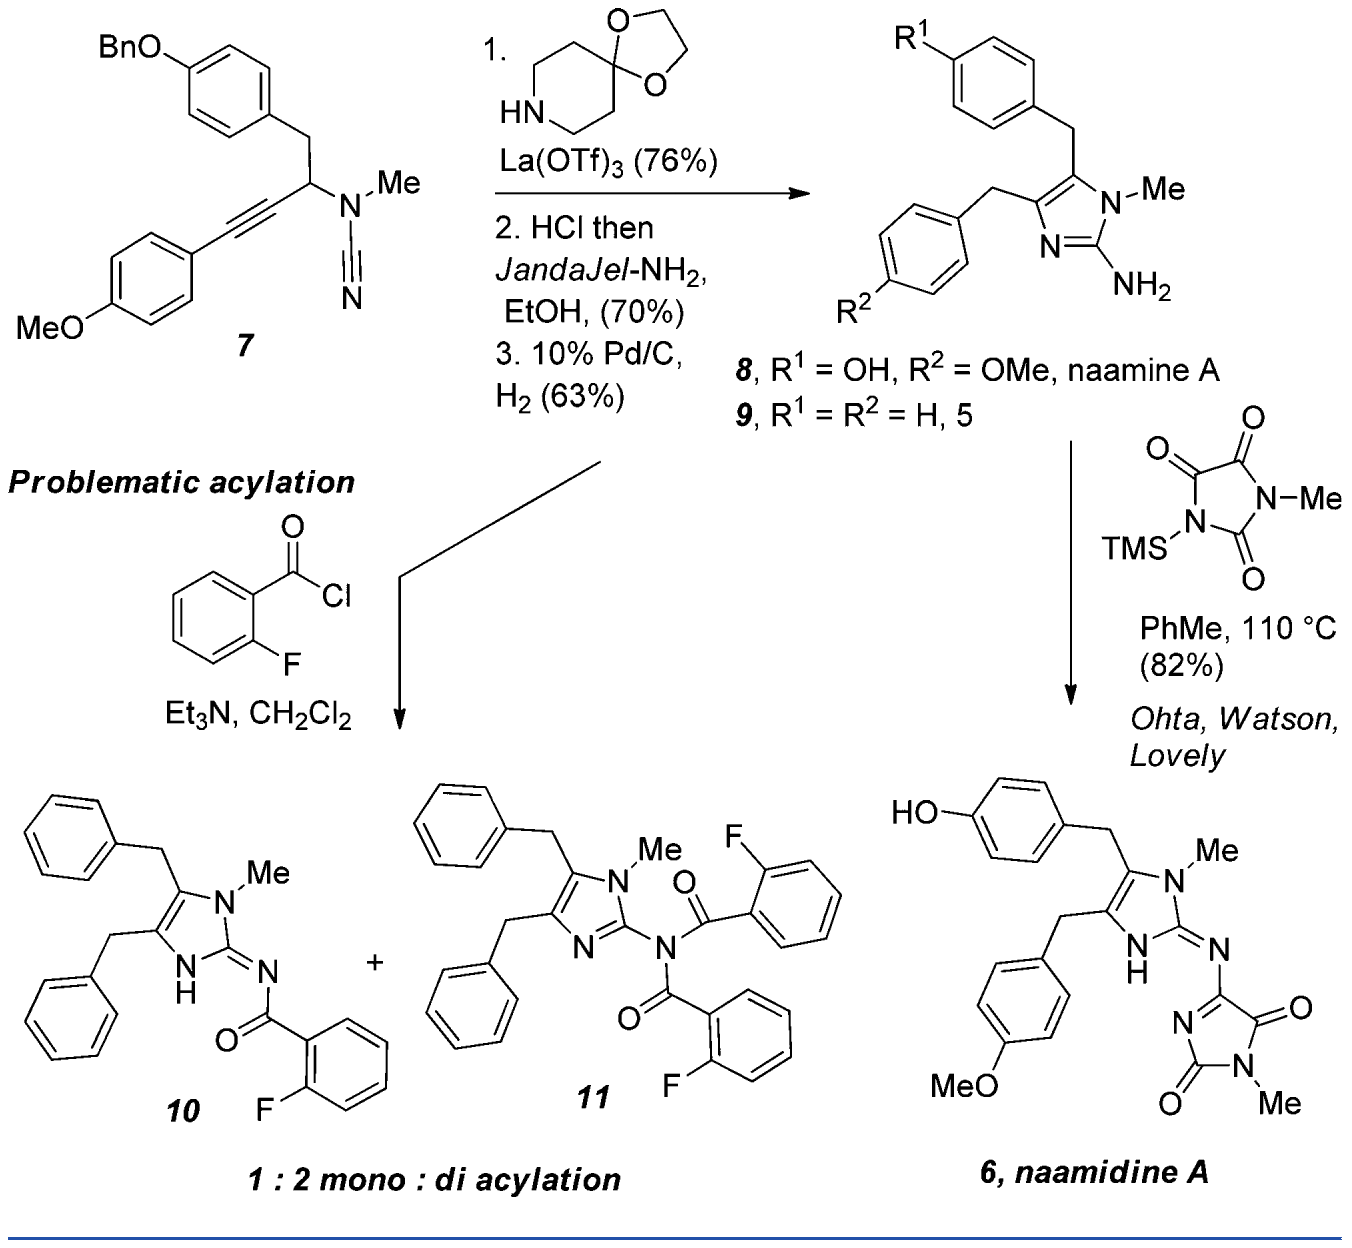 BnO
MeO
N
Me
N
7
1.
O
O
HN
La(OTf)3 (76%)
2. HCl then
JandaJel-NH2,
EtOH, (70%)
3. 10% Pd/C,
H2 (63%)
R1
R2
N
N
Me
NH2
8, R1 = OH, R2 = OMe, naamine A
9, R1 = R2 = H, 5
Problematic acylation
O
Cl
F
Et3N, CH2Cl2
O
O
N
Me
N
TMS
O
PhMe, 110 °C
(82%)
Ohta, Watson,
Lovely
Me
N
N
H
N
O
F
10
+
Me
N
N
N
O
F
O
F
11
1 : 2 mono : di acylation
HO
Me
N
N
H
N
N
O
N
O
Me
MeO
6, naamidine A